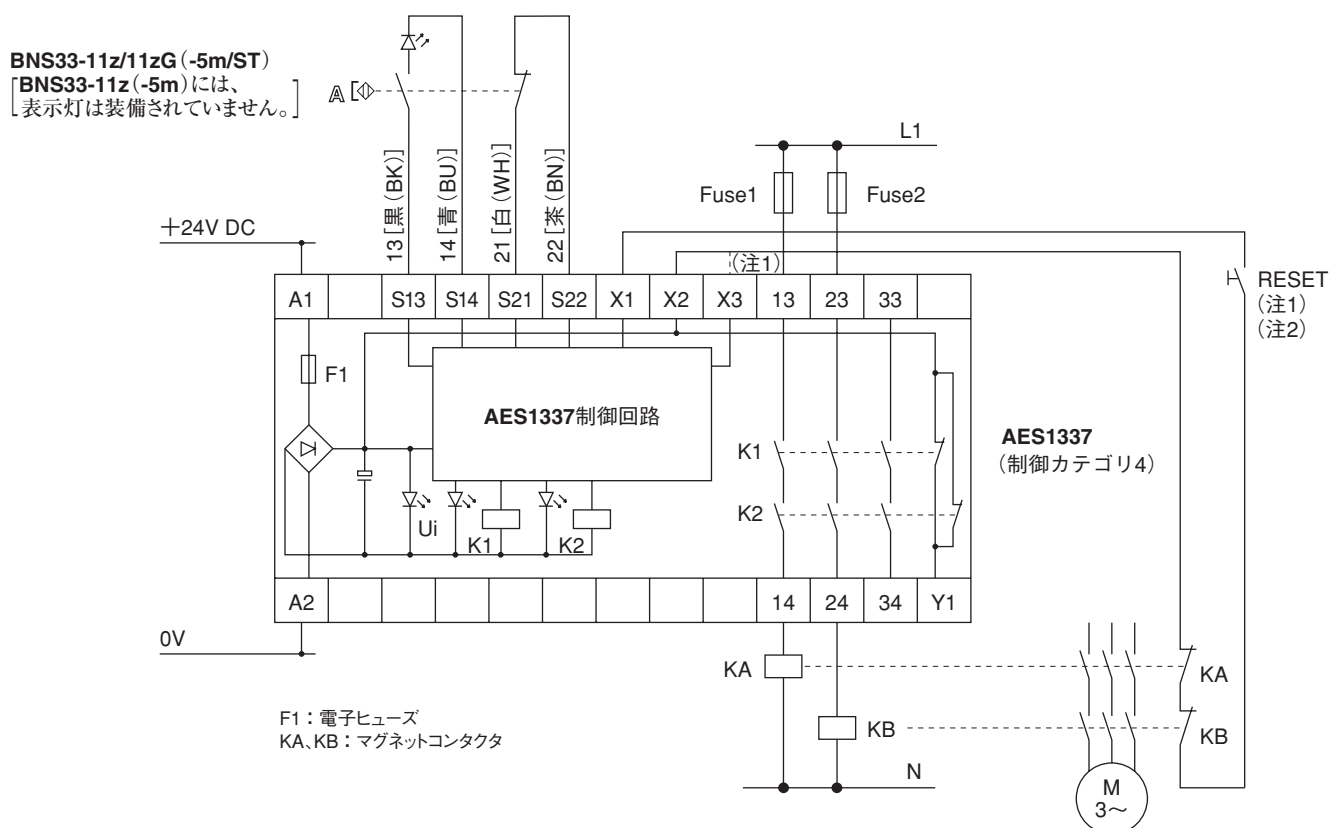 BNS33-11z/11zG(-5m/ST)
[BNS33-11z(-5m)には、
表示灯は装備されていません。]
A
13[黒(BK)]
14[青(BU)]
21[白(WH)]
22[茶(BN)]
L1
Fuse1
Fuse2
+24V DC
(注1)
A1
S13
S14
S21
S22
X1
X2
X3
13
23
33
RESET
(注1)
(注2)
F1
AES1337制御回路
K1
K2
Ui
K1
K2
AES1337
(制御カテゴリ4)
A2
14
24
34
Y1
0V
KA
KA
KB
KB
F1:電子ヒューズ
KA、KB:マグネットコンタクタ
N
M
3~